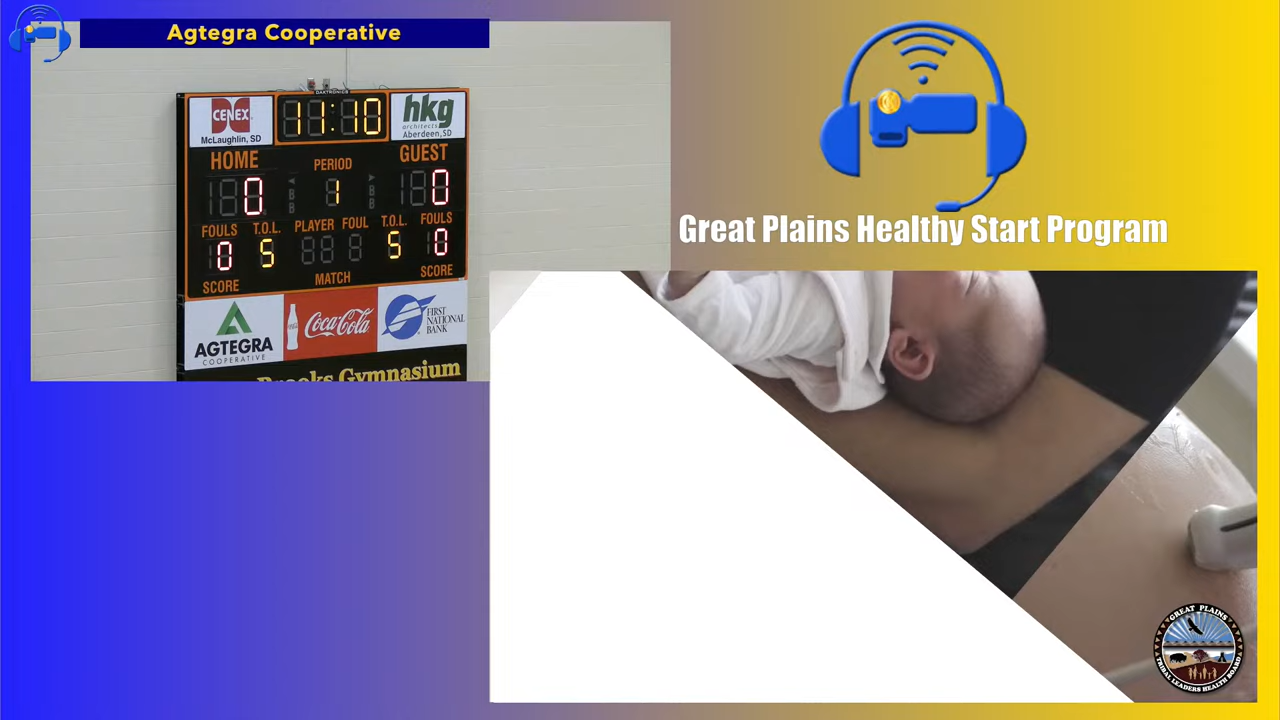 Agtegra Cooperative
DAKTRONICS
CENEX
McLaughlin, SD
11:10
hkg
architects
Aberdeen, SD
HOME
PERIOD
GUEST
0
1
0
B
B
B
B
FOULS
T.O.L.
PLAYER
FOUL
T.O.L.
FOULS
0
5
5
0
SCORE
MATCH
SCORE
AGTEGRA
COOPERATIVE
Coca-Cola
FIRST
NATIONAL
BANK
Brooks Gymnasium
Great Plains Healthy Start Program
GREAT PLAINS
TRIBAL LEADERS HEALTH BOARD